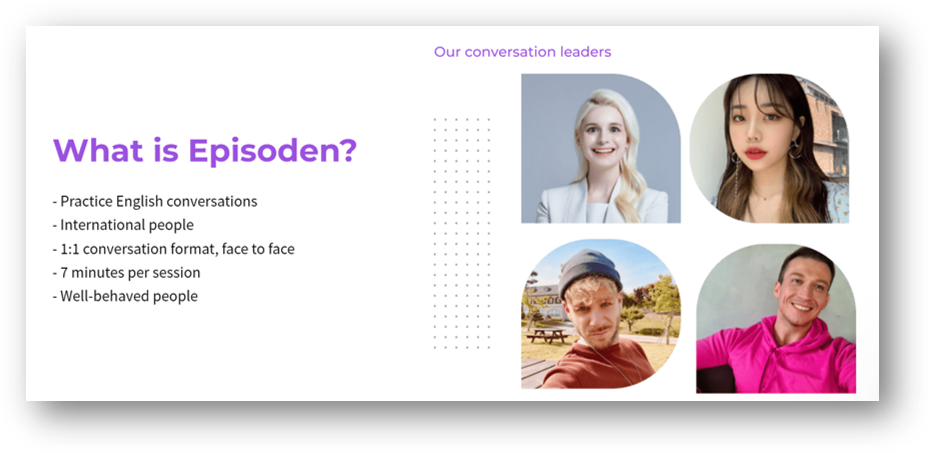 Our conversation leaders
What is Episoden?
- Practice English conversations
- International people
- 1:1 conversation format, face to face
- 7 minutes per session
- Well-behaved people